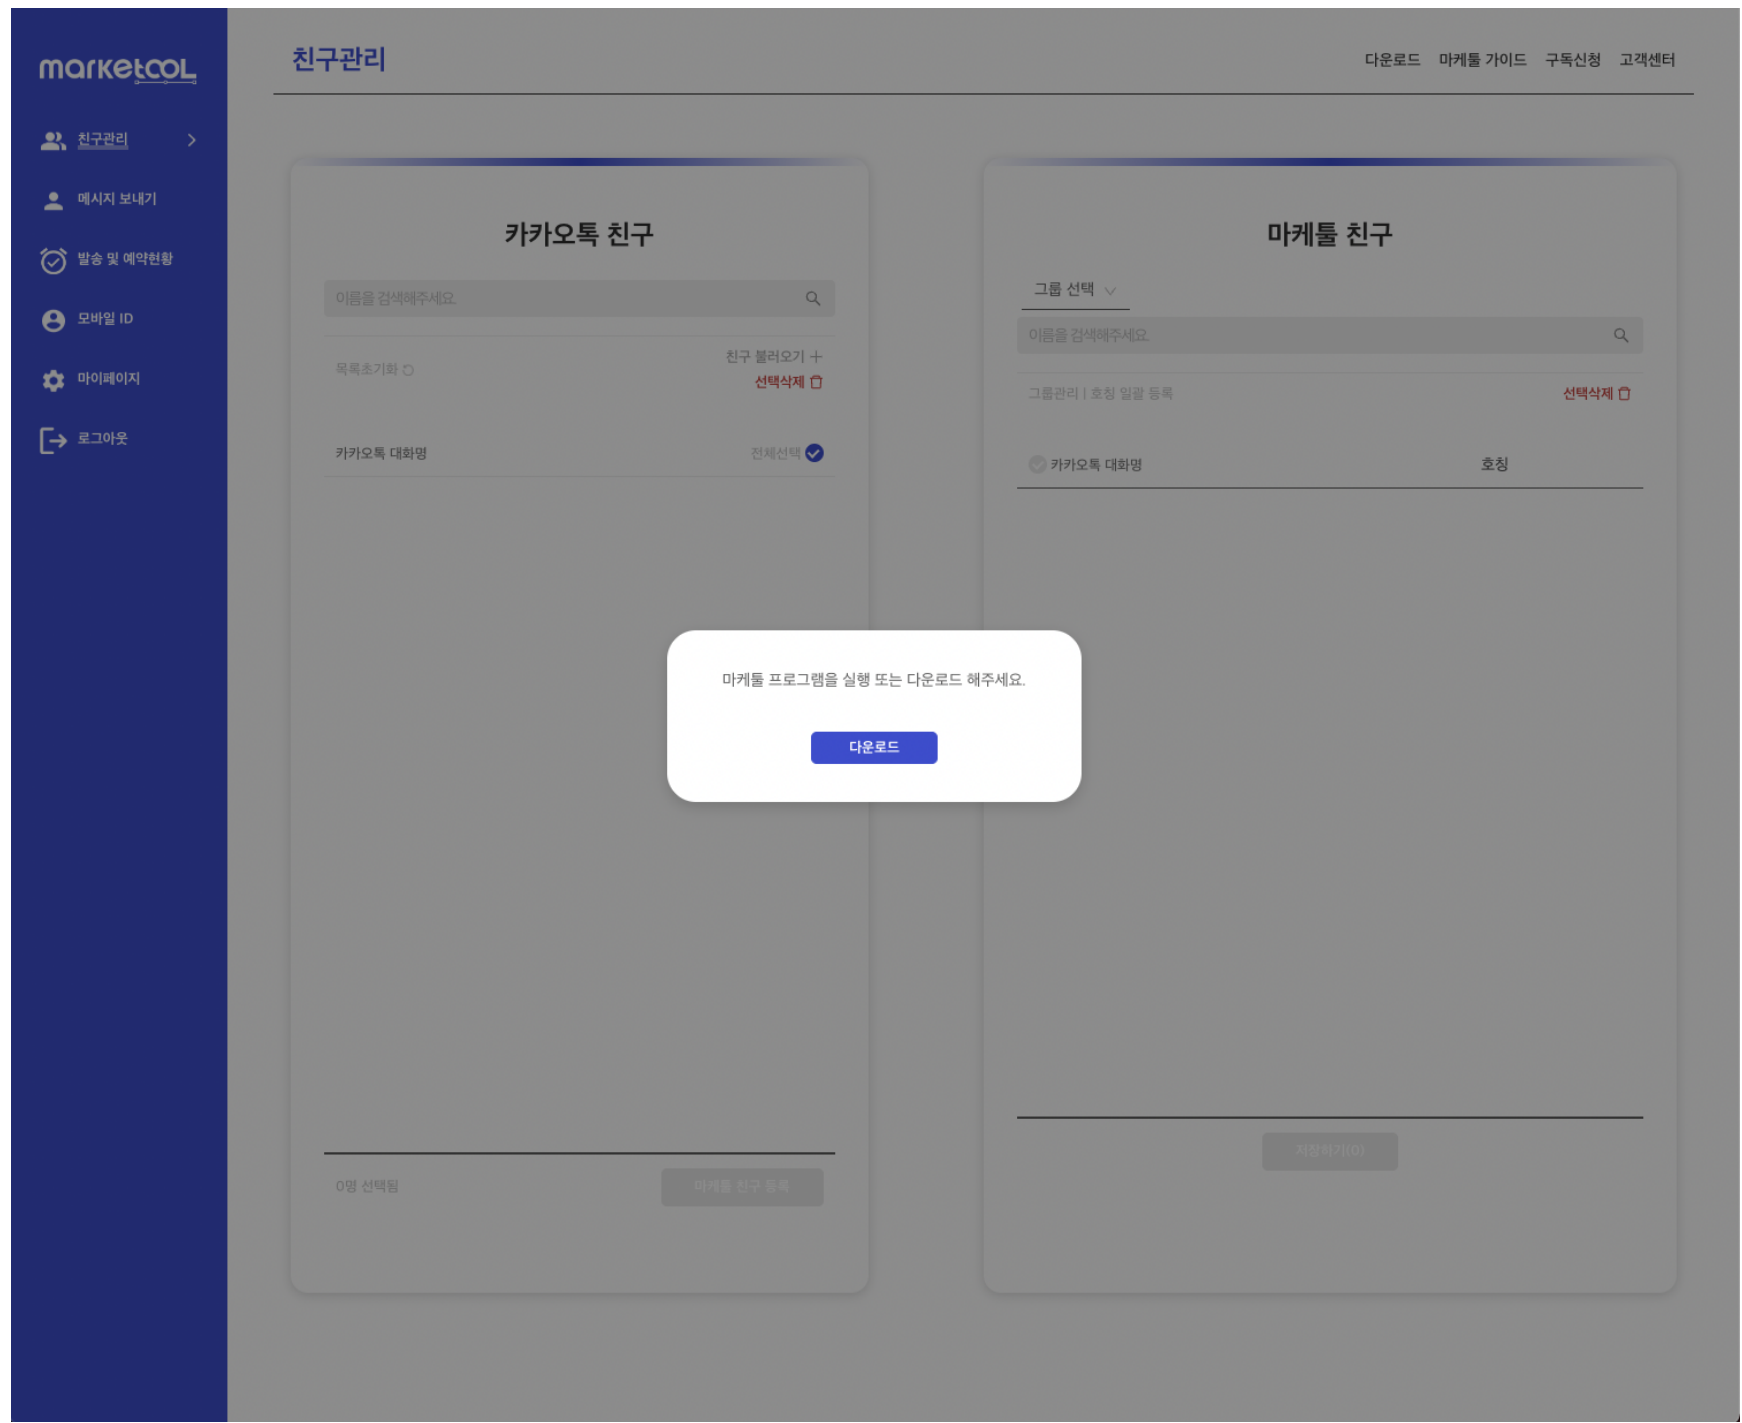 marketOOL
친구관리
메시지 보내기
발송 및 예약현황
모바일 ID
마이페이지
로그아웃
친구관리
다운로드 마케툴 가이드 구독신청 고객센터
카카오톡 친구
이름을 검색해주세요.
목록초기화
친구 불러오기
선택삭제
카카오톡 대화명 전체선택
0명 선택됨 마케툴 친구 등록
마케툴 친구
그룹 선택
이름을 검색해주세요.
그룹관리 | 호칭 일괄 등록 선택삭제
카카오톡 대화명 호칭
저장하기(0)
마케툴 프로그램을 실행 또는 다운로드 해주세요.
다운로드